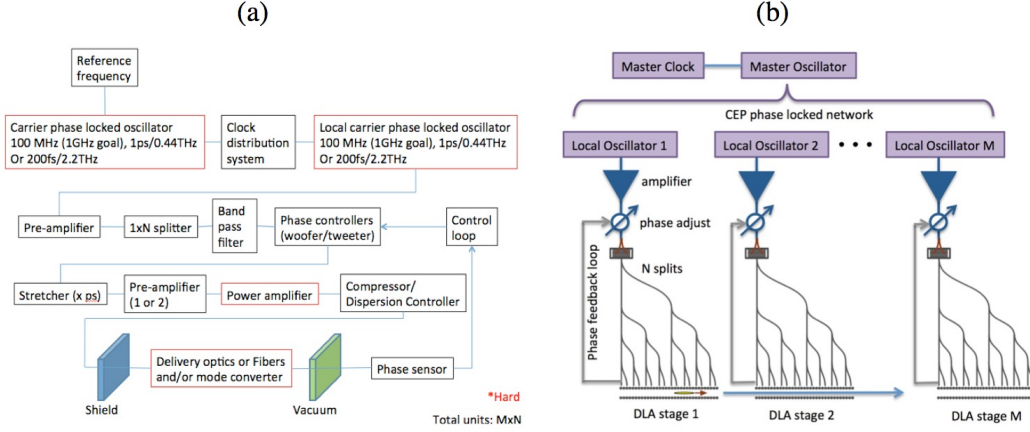 (a)
Reference
frequency
Carrier phase locked oscillator
100 MHz (1GHz goal), 1ps/0.44THz
Or 200fs/2.2THz
Clock
distribution
system
Local carrier phase locked oscillator
100 MHz (1GHz goal), 1ps/0.44THz
Or 200fs/2.2THz
Pre-amplifier
1xN splitter
Band
pass
filter
Phase controllers
(woofer/tweeter)
Control
loop
Stretcher (x ps)
Pre-amplifier
(1 or 2)
Power amplifier
Compressor/
Dispersion Controller
Delivery optics or Fibers
and/or mode converter
Phase sensor
Shield
Vacuum
*Hard
Total units: MxN
(b)
Master Clock
Master Oscillator
CEP phase locked network
Local Oscillator 1
Local Oscillator 2
• • •
Local Oscillator M
amplifier
phase adjust
N splits
Phase feedback loop
DLA stage 1
DLA stage 2
DLA stage M